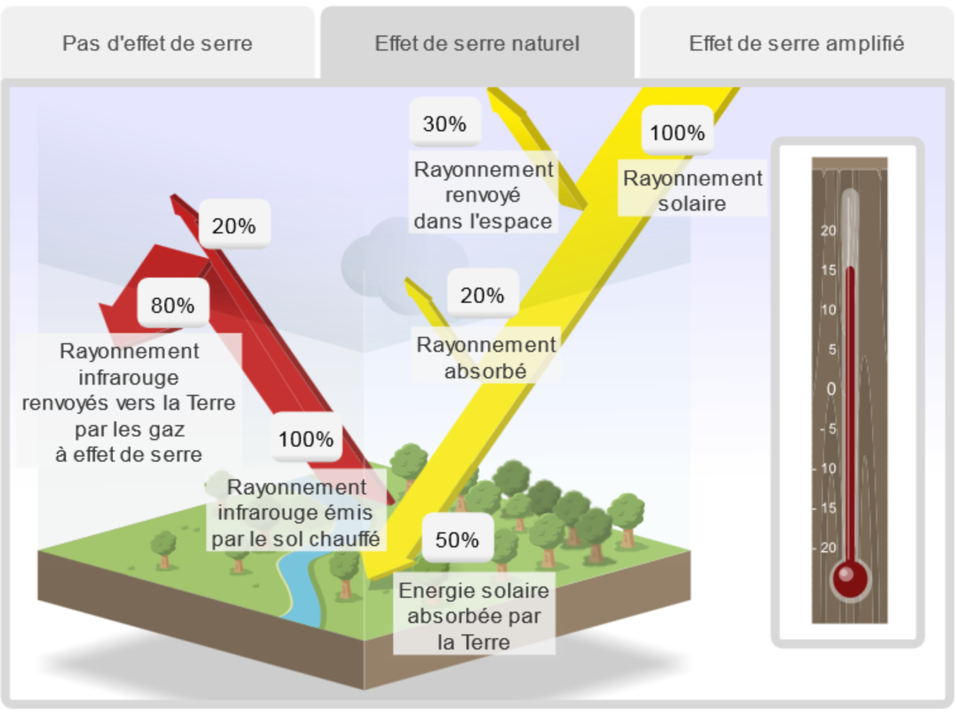 Pas d'effet de serre
Effet de serre naturel
Effet de serre amplifié
30%
Rayonnement
renvoyé
dans l'espace
100%
Rayonnement
solaire
20%
80%
Rayonnement
infrarouge
renvoyés vers la Terre
par les gaz
à effet de serre
20%
Rayonnement
absorbé
100%
Rayonnement
infrarouge émis
par le sol chauffé
50%
Energie solaire
absorbée par
la Terre
20
15
10
5
0
- 5
- 10
- 15
- 20